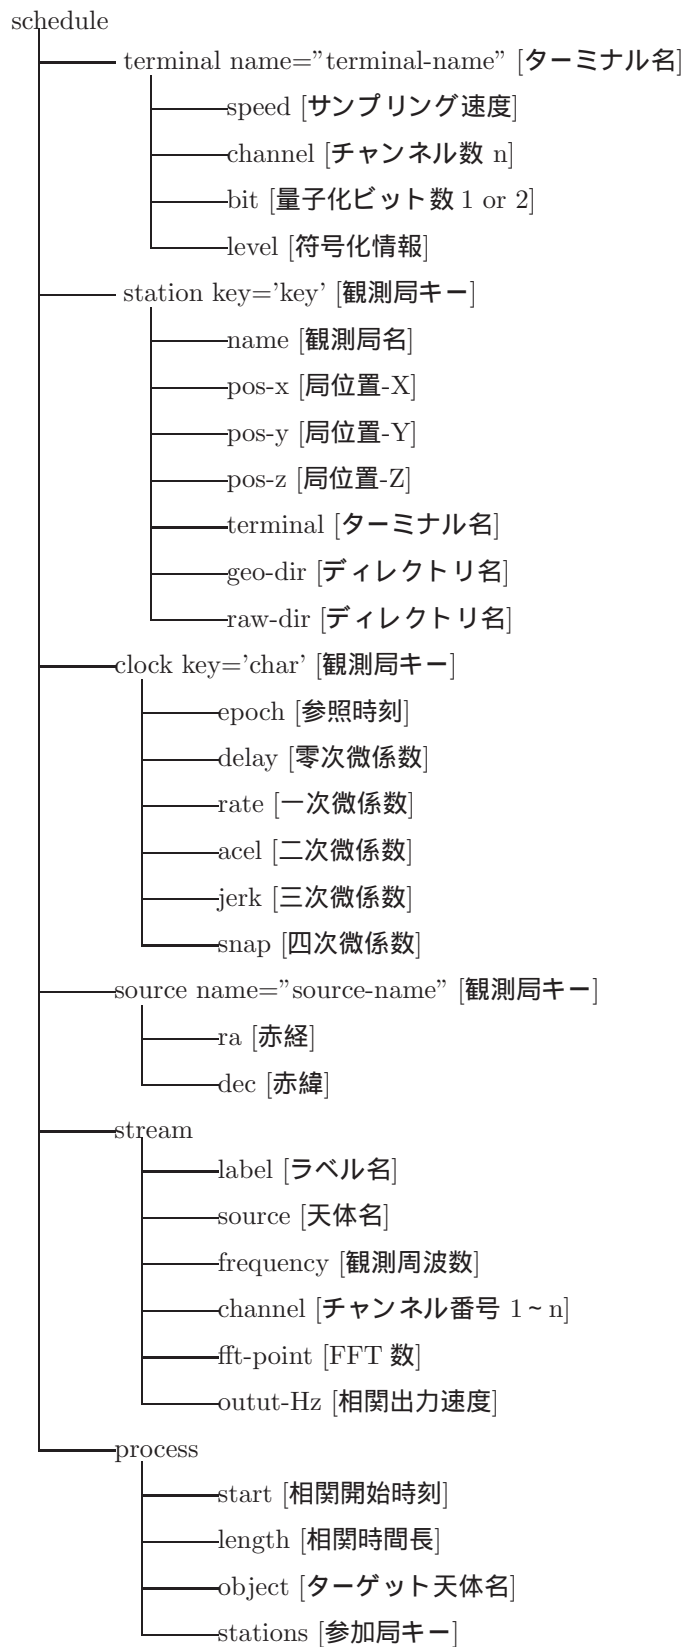 schedule
terminal name=”terminal-name” [ターミナル名]
speed [サンプリング速度]
channel [チャンネル数 n]
bit [量子化ビット数 1 or 2]
level [符号化情報]
station key=’key’ [観測局キー]
name [観測局名]
pos-x [局位置-X]
pos-y [局位置-Y]
pos-z [局位置-Z]
terminal [ターミナル名]
geo-dir [ディレクトリ名]
raw-dir [ディレクトリ名]
clock key=’char’ [観測局キー]
epoch [参照時刻]
delay [零次微係数]
rate [一次微係数]
acel [二次微係数]
jerk [三次微係数]
snap [四次微係数]
source name=”source-name” [観測局キー]
ra [赤経]
dec [赤緯]
stream
label [ラベル名]
source [天体名]
frequency [観測周波数]
channel [チャンネル番号 1~n]
fft-point [FFT 数]
outut-Hz [相関出力速度]
process
start [相関開始時刻]
length [相関時間長]
object [ターゲット天体名]
stations [参加局キー]